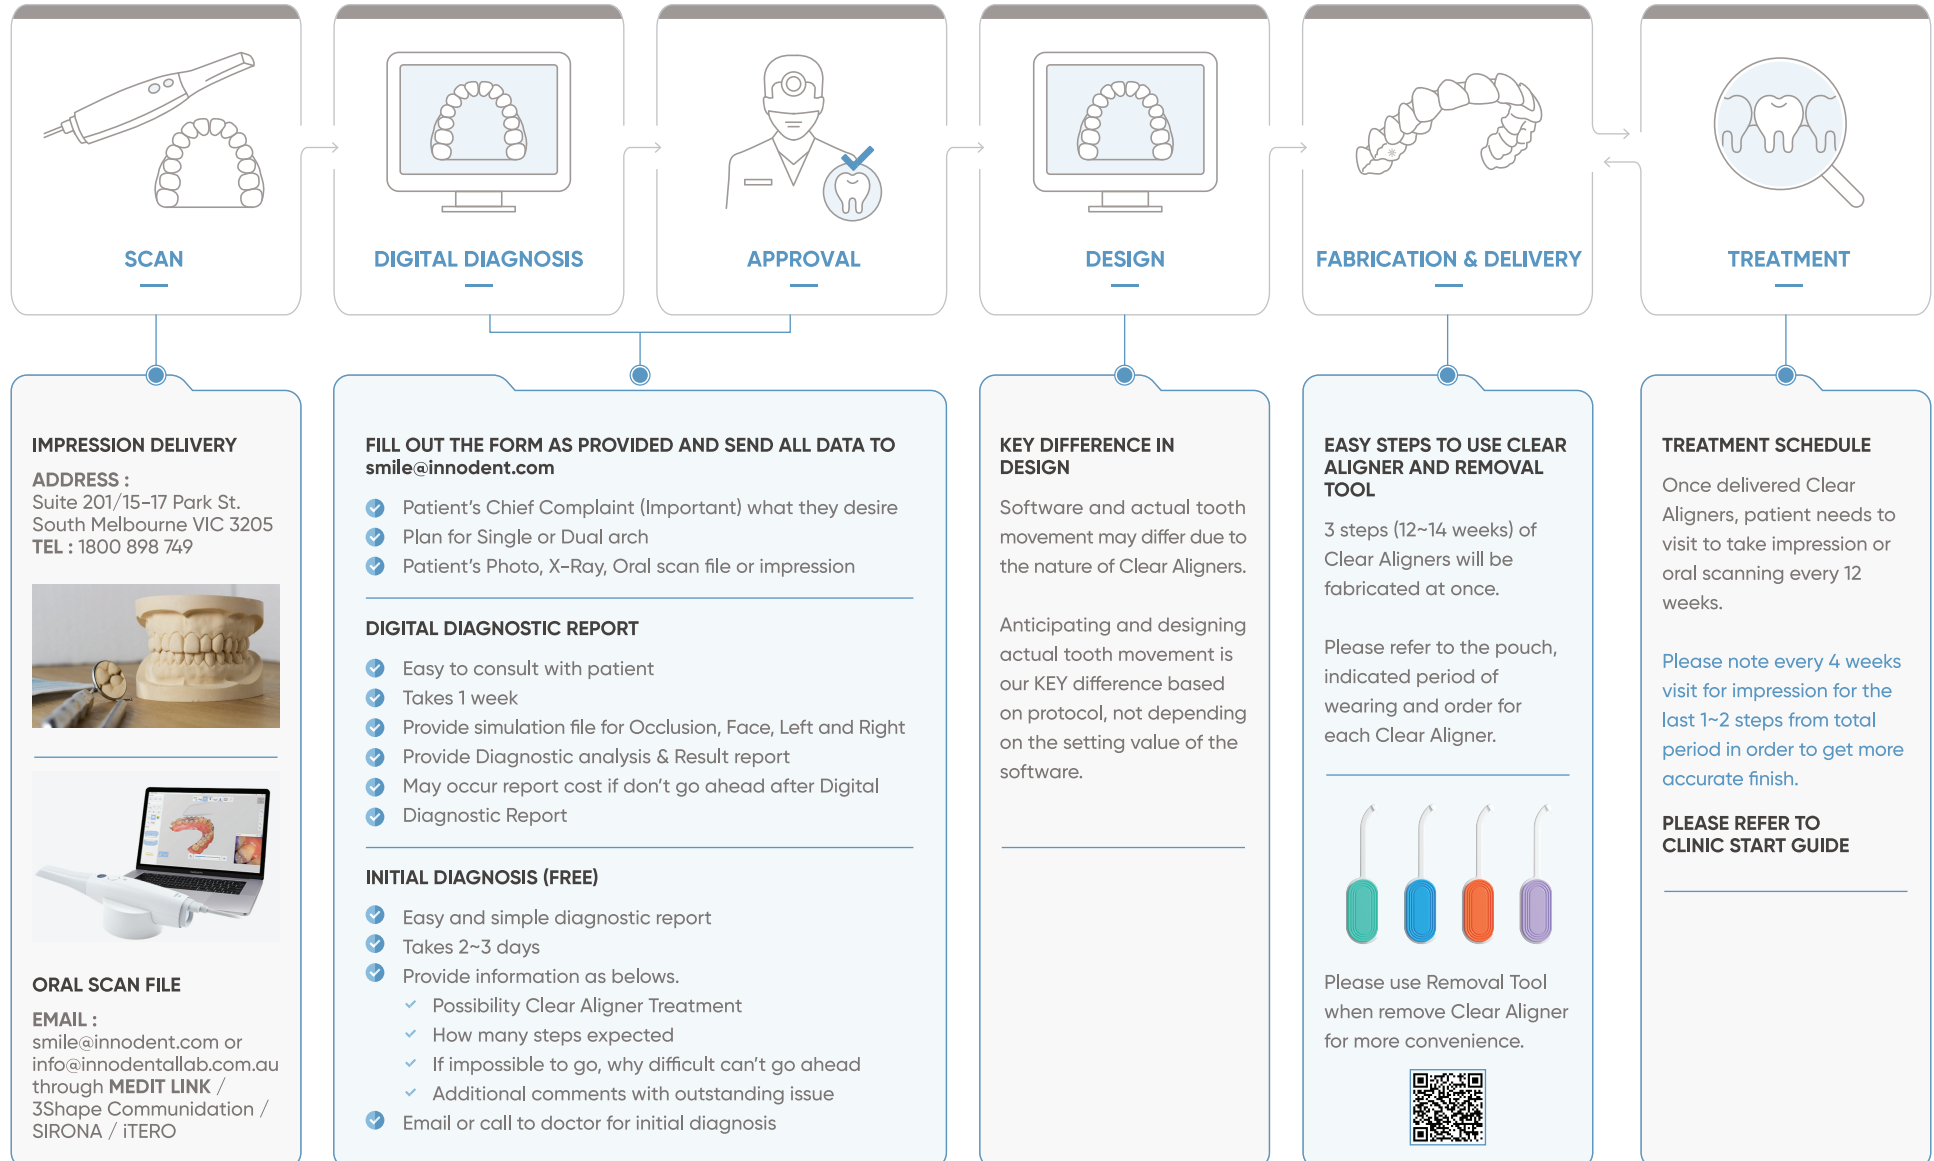 SCAN
DIGITAL DIAGNOSIS
APPROVAL
DESIGN
FABRICATION & DELIVERY
TREATMENT
IMPRESSION DELIVERY
ADDRESS :
Suite 201/15-17 Park St.
South Melbourne VIC 3205
TEL : 1800 898 749
ORAL SCAN FILE
EMAIL :
smile@innodent.com or
info@innodentallab.com.au
through MEDIT LINK /
3Shape Communidation /
SIRONA / iTERO
FILL OUT THE FORM AS PROVIDED AND SEND ALL DATA TO
smile@innodent.com
Patient's Chief Complaint (Important) what they desire
Plan for Single or Dual arch
Patient's Photo, X-Ray, Oral scan file or impression
DIGITAL DIAGNOSTIC REPORT
Easy to consult with patient
Takes 1 week
Provide simulation file for Occlusion, Face, Left and Right
Provide Diagnostic analysis & Result report
May occur report cost if don't go ahead after Digital
Diagnostic Report
INITIAL DIAGNOSIS (FREE)
Easy and simple diagnostic report
Takes 2~3 days
Provide information as belows.
Possibility Clear Aligner Treatment
How many steps expected
If impossible to go, why difficult can't go ahead
Additional comments with outstanding issue
Email or call to doctor for initial diagnosis
KEY DIFFERENCE IN
DESIGN
Software and actual tooth
movement may differ due to
the nature of Clear Aligners.
Anticipating and designing
actual tooth movement is
our KEY difference based
on protocol, not depending
on the setting value of the
software.
EASY STEPS TO USE CLEAR
ALIGNER AND REMOVAL
TOOL
3 steps (12~14 weeks) of
Clear Aligners will be
fabricated at once.
Please refer to the pouch,
indicated period of
wearing and order for
each Clear Aligner.
Please use Removal Tool
when remove Clear Aligner
for more convenience.
TREATMENT SCHEDULE
Once delivered Clear
Aligners, patient needs to
visit to take impression or
oral scanning every 12
weeks.
Please note every 4 weeks
visit for impression for the
last 1~2 steps from total
period in order to get more
accurate finish.
PLEASE REFER TO
CLINIC START GUIDE